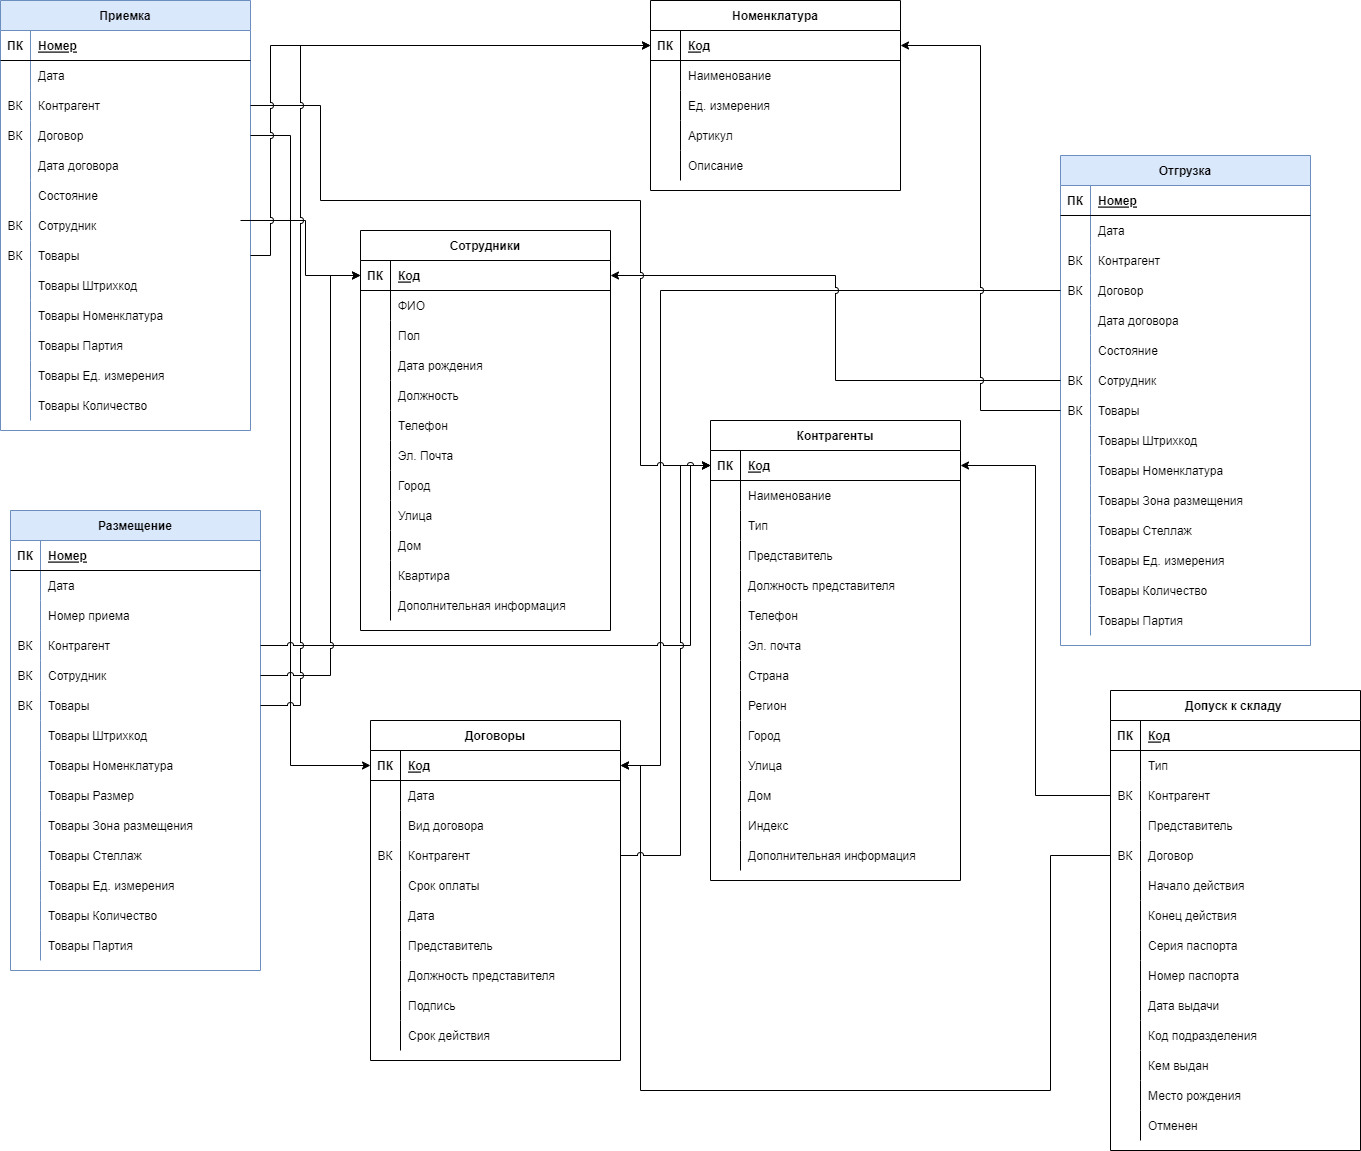 Приемка
ПК Номер
Дата
ВК Контрагент
ВК Договор
Дата договора
Состояние
ВК Сотрудник
ВК Товары
Товары Штрихкод
Товары Номенклатура
Товары Партия
Товары Ед. измерения
Товары Количество
Номенклатура
ПК Код
Наименование
Ед. измерения
Артикул
Описание
Отгрузка
ПК Номер
Дата
ВК Контрагент
ВК Договор
Дата договора
Состояние
ВК Сотрудник
ВК Товары
Товары Штрихкод
Товары Номенклатура
Товары Зона размещения
Товары Стеллаж
Товары Ед. измерения
Товары Количество
Товары Партия
Сотрудники
ПК Код
ФИО
Пол
Дата рождения
Должность
Телефон
Эл. Почта
Город
Улица
Дом
Квартира
Дополнительная информация
Контрагенты
ПК Код
Наименование
Тип
Представитель
Должность представителя
Телефон
Эл. почта
Страна
Регион
Город
Улица
Дом
Индекс
Дополнительная информация
Размещение
ПК Номер
Дата
Номер приема
ВК Контрагент
ВК Сотрудник
ВК Товары
Товары Штрихкод
Товары Номенклатура
Товары Размер
Товары Зона размещения
Товары Стеллаж
Товары Ед. измерения
Товары Количество
Товары Партия
Договоры
ПК Код
Дата
Вид договора
ВК Контрагент
Срок оплаты
Дата
Представитель
Должность представителя
Подпись
Срок действия
Допуск к складу
ПК Код
Тип
ВК Контрагент
Представитель
ВК Договор
Начало действия
Конец действия
Серия паспорта
Номер паспорта
Дата выдачи
Код подразделения
Кем выдан
Место рождения
Отменен